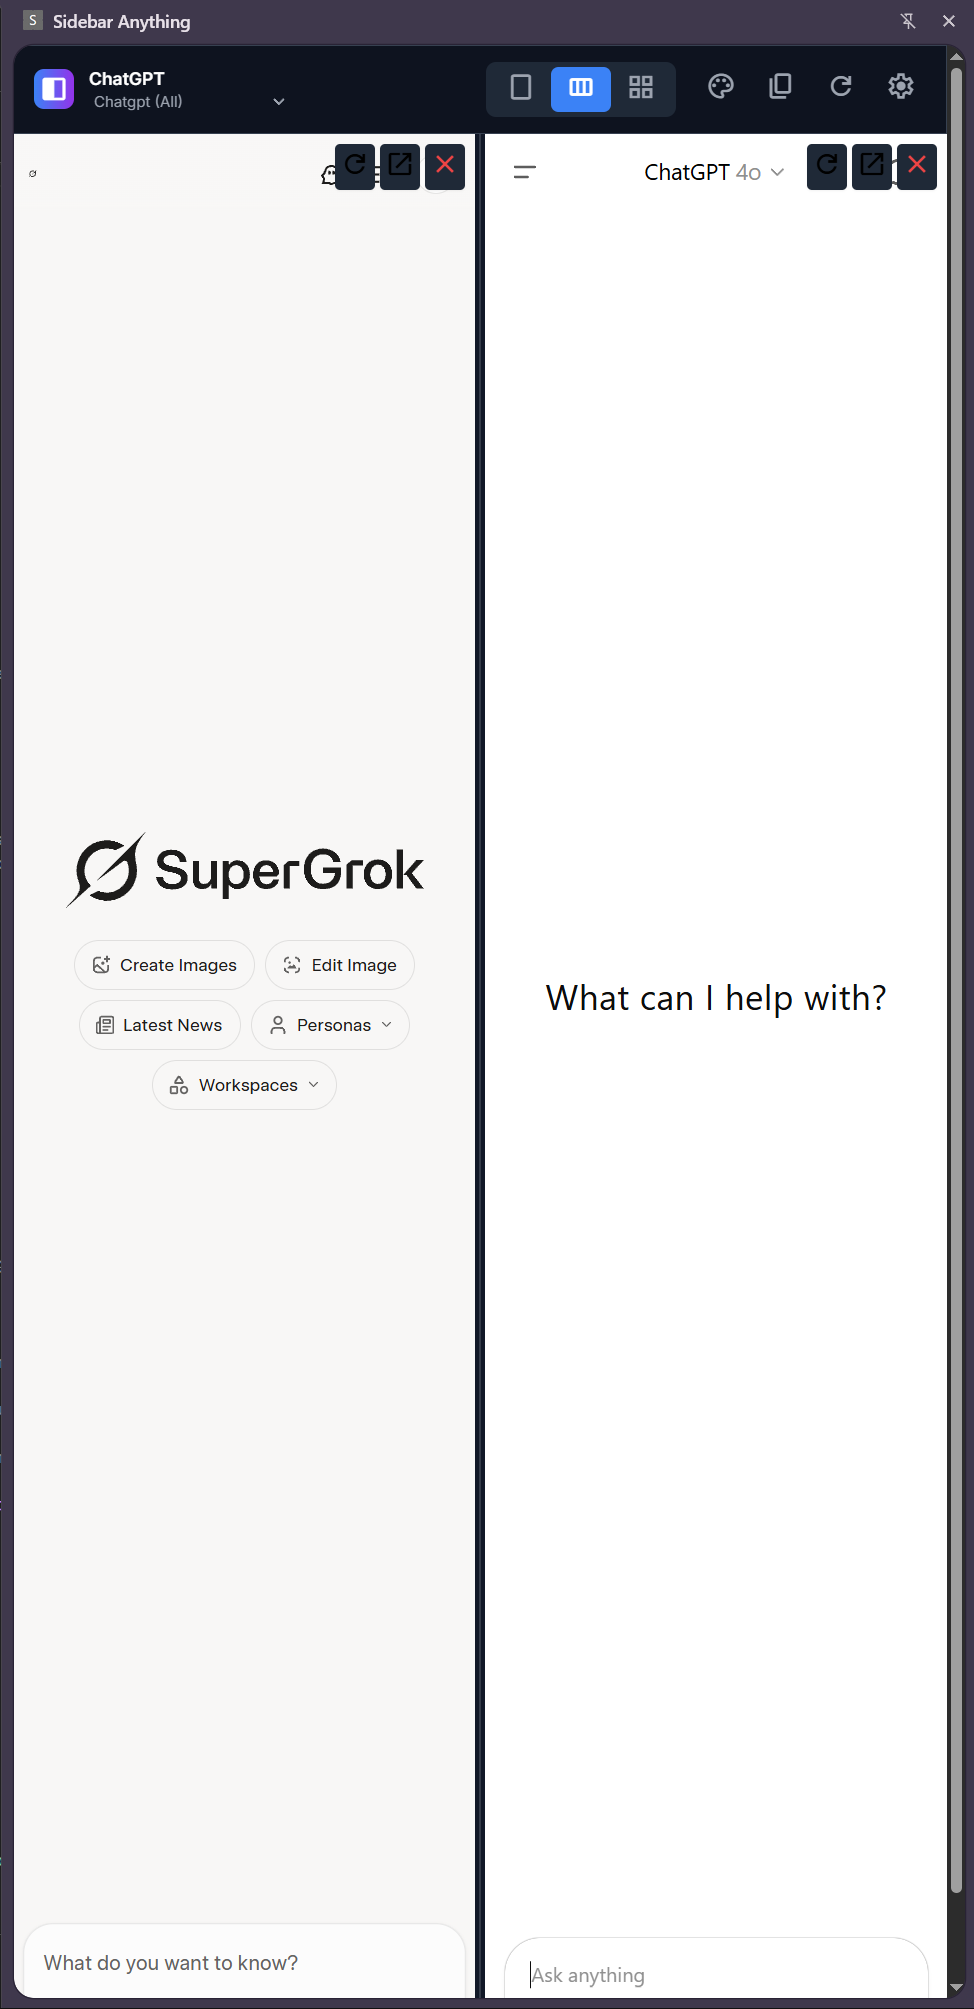 S Sidebar Anything
ChatGPT
Chatgpt (All)
ChatGPT 4o
SuperGrok
Create Images
Edit Image
Latest News
Personas
Workspaces
What can I help with?
What do you want to know?
Ask anything